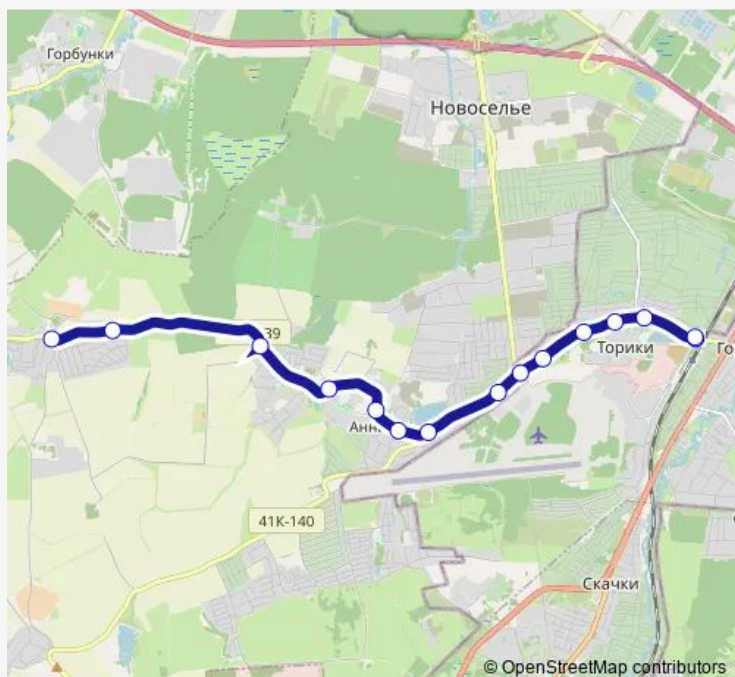 Горбунки
Новоселье
39
Торики
Го
Анн
41К-140
Скачки
© OpenStreetMap contributors